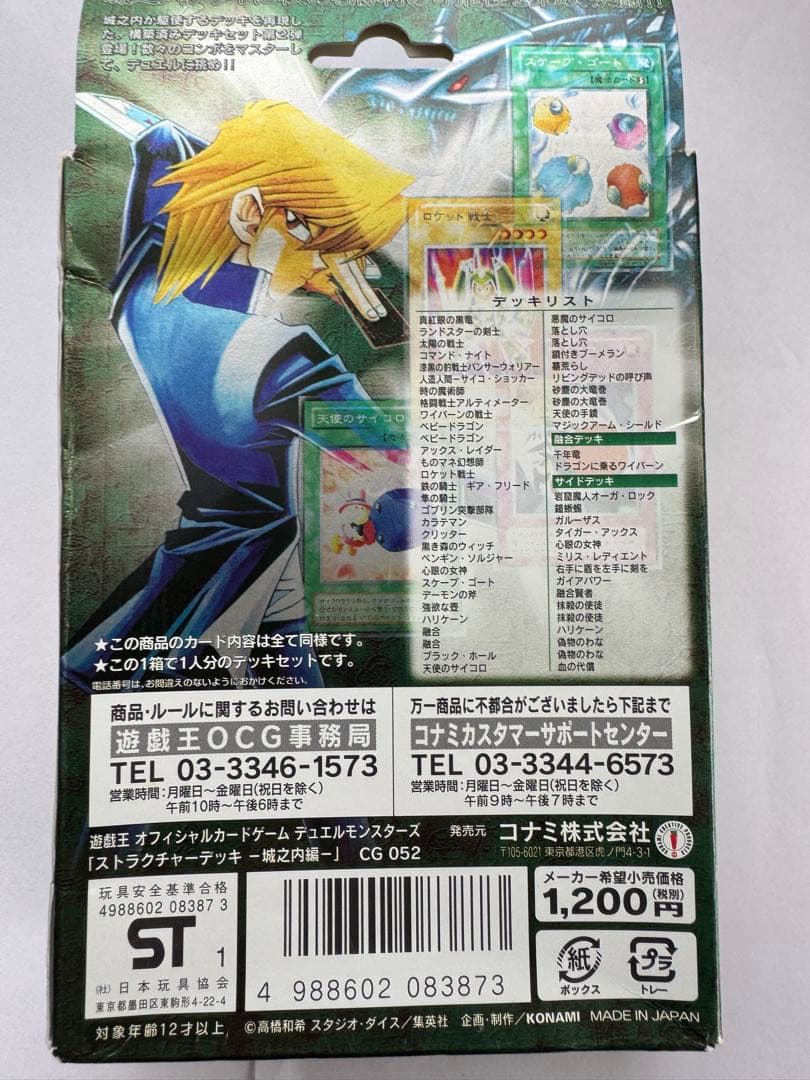 城之内が駆使するデッキを再現し
た、構築済みデッキセット第2弾
登場!数々のコンボをマスターし
て、デュエルに挑め!!
スケープ・ゴート
【魔法カード
ロケット戦士
天使のサイコロ
デッキリスト
真紅眼の黒竜
ランドスターの剣士
太陽の戦士
コマンド・ナイト
漆黒の豹戦士パンサーウォリアー
人造人間-サイコ・ショッカー
時の魔術師
格闘戦士アルティメーター
ワイバーンの戦士
ベビードラゴン
ベビードラゴン
アックス・レイダー
ものマネ幻想師
ロケット戦士
鉄の騎士 ギア・フリード
隼の騎士
ゴブリン突撃部隊
カラテマン
クリッター
黒き森のウィッチ
ペンギン・ソルジャー
心眼の女神
スケープ・ゴート
デーモンの斧
強欲な壺
ハリケーン
融合
融合
ブラック・ホール
天使のサイコロ
悪魔のサイコロ
落とし穴
落とし穴
鎖付きブーメラン
墓荒らし
リビングデッドの呼び声
砂塵の大竜巻
砂塵の大竜巻
天使の手鏡
マジックアーム・シールド
融合デッキ
千年竜
ドラゴンに乗るワイバーン
サイドデッキ
岩窟魔人オーガ・ロック
鎧蜥蜴
ガルーザス
タイガー・アックス
心眼の女神
ミリス・レディエント
右手に盾を左手に剣を
ガイアパワー
融合賢者
抹殺の使徒
抹殺の使徒
ハリケーン
偽物のわな
偽物のわな
血の代償
★この商品のカード内容は全て同様です。
★この1箱で1人分のデッキセットです。
電話番号は、お間違えのないようにおかけください。
商品・ルールに関するお問い合わせは
遊戯王OCG事務局
TEL 03-3346-1573
営業時間:月曜日〜金曜日(祝日を除く)
午前10時〜午後6時まで
万一商品に不都合がございましたら下記まで
コナミカスタマーサポートセンター
TEL 03-3344-6573
営業時間:月曜日〜金曜日(祝日を除く)
午前9時〜午後7時まで
遊戯王 オフィシャルカードゲーム デュエルモンスターズ
「ストラクチャーデッキ -城之内編-」 CG 052
発売元 コナミ株式会社
〒105-6021 東京都港区虎ノ門4-3-1
玩具安全基準合格
4988602 08387 3
ST 1
(社)日本玩具協会
東京都墨田区東駒形4-22-4
4 988602 083873
メーカー希望小売価格
1,200円(税別)
紙
ボックス
プラ
トレー
対象年齢12才以上。 ©高橋和希 スタジオ・ダイス/集英社 企画・制作/KONAMI MADE IN JAPAN